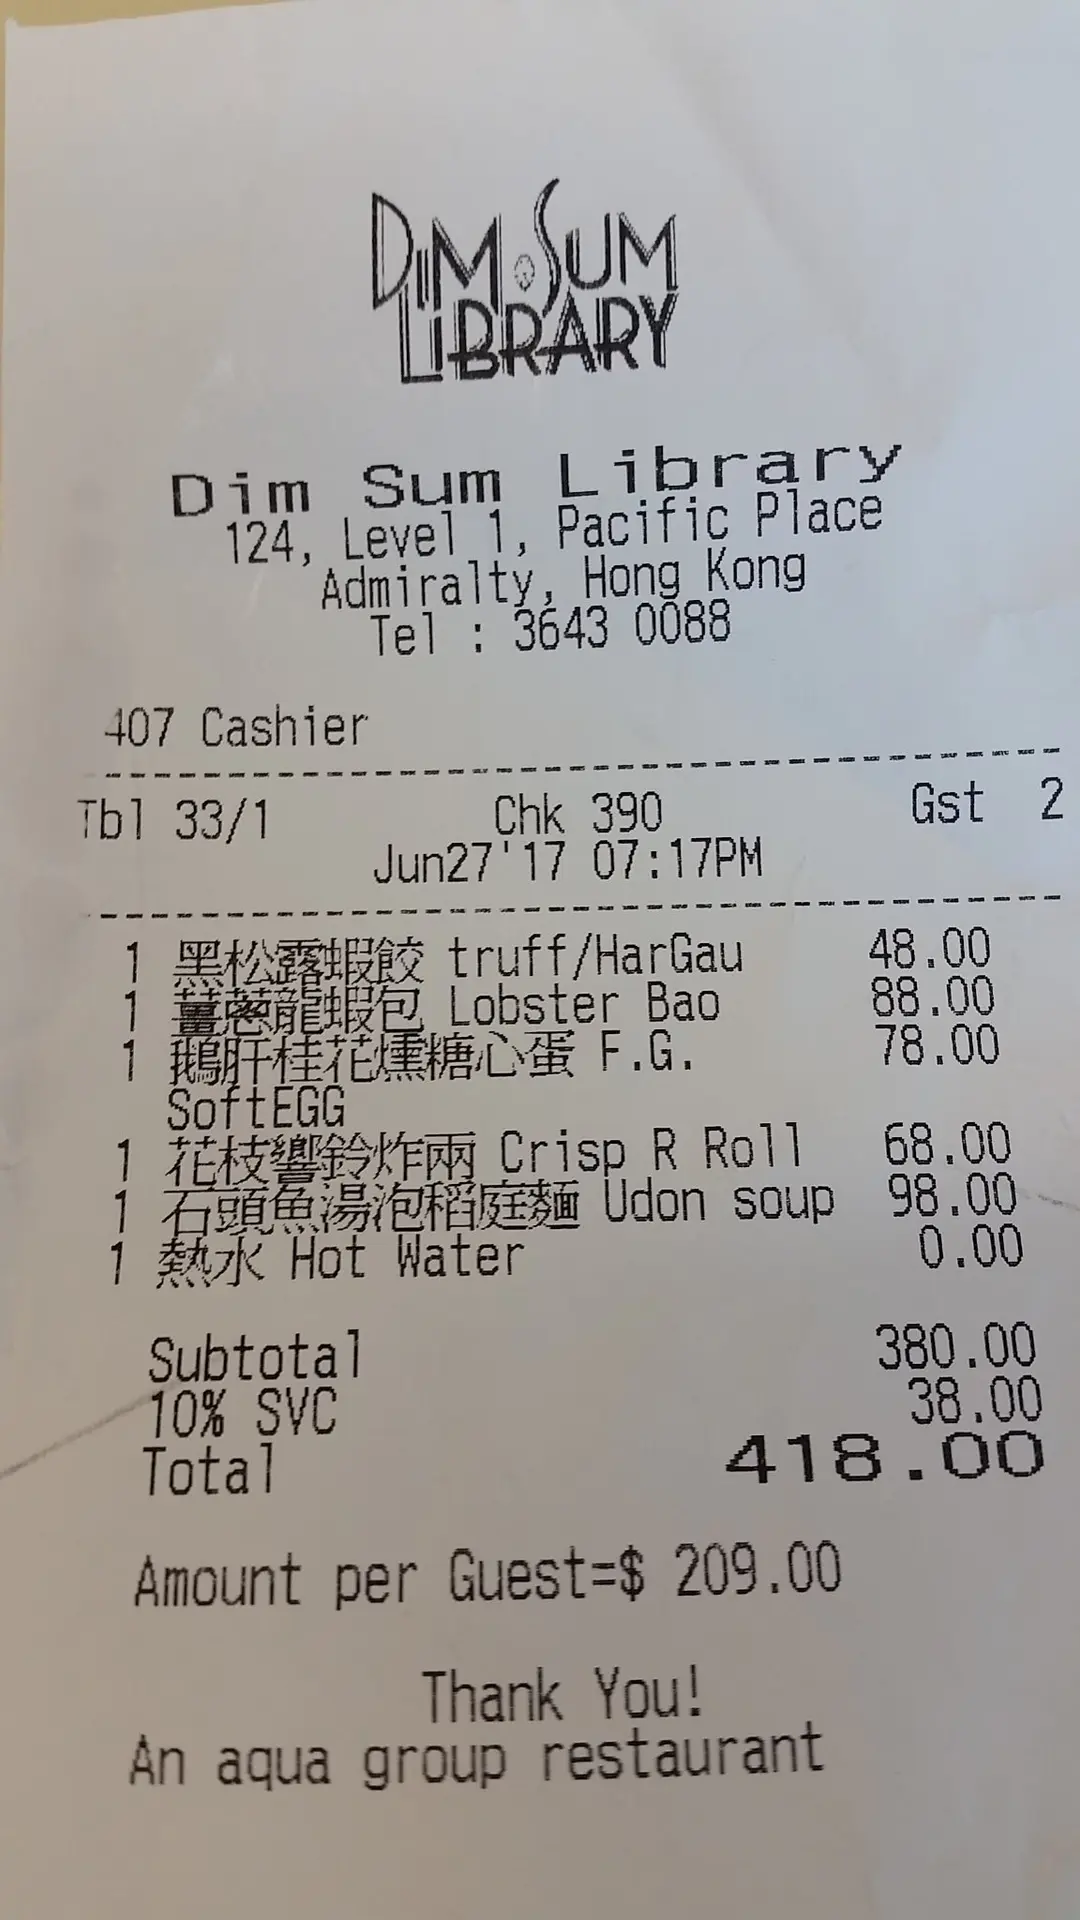 DIM SUM
LIBRARY
Dim Sum Library
124, Level 1, Pacific Place
Admiralty, Hong Kong
Tel : 3643 0088
407 Cashier
Tbl 33/1 Chk 390 Gst 2
Jun27'17 07:17PM
1 黑松露蝦餃 truff/HarGau 48.00
1 薑蔥龍蝦包 Lobster Bao 88.00
1 鵝肝桂花燻糖心蛋 F.G. 78.00
SoftEGG
1 花枝響鈴炸兩 Crisp R Roll 68.00
1 石頭魚湯泡稻庭麵 Udon soup 98.00
1 熱水 Hot Water 0.00
Subtotal 380.00
10% SVC 38.00
Total 418.00
Amount per Guest=$ 209.00
Thank You!
An aqua group restaurant